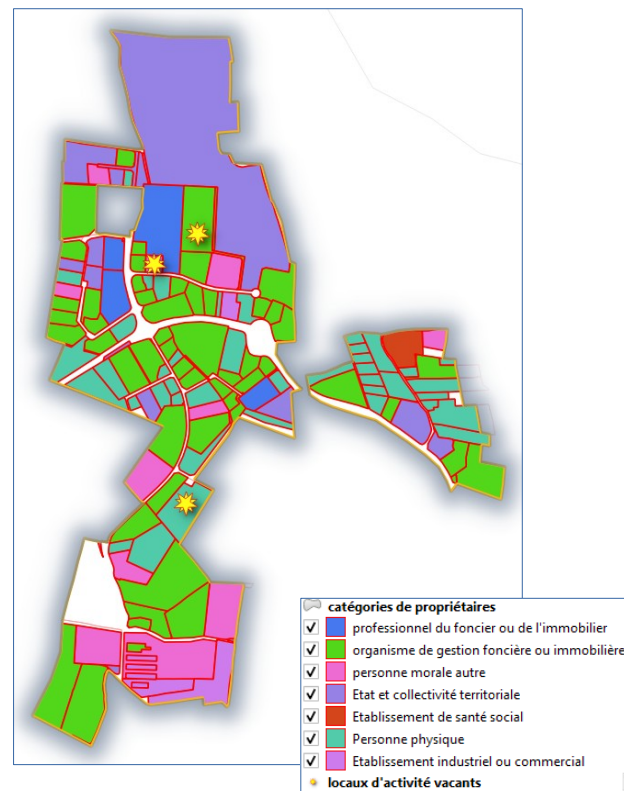 catégories de propriétaires
professionnel du foncier ou de l'immobilier
organisme de gestion foncière ou immobilière
personne morale autre
Etat et collectivité territoriale
Etablissement de santé social
Personne physique
Etablissement industriel ou commercial
locaux d'activité vacants